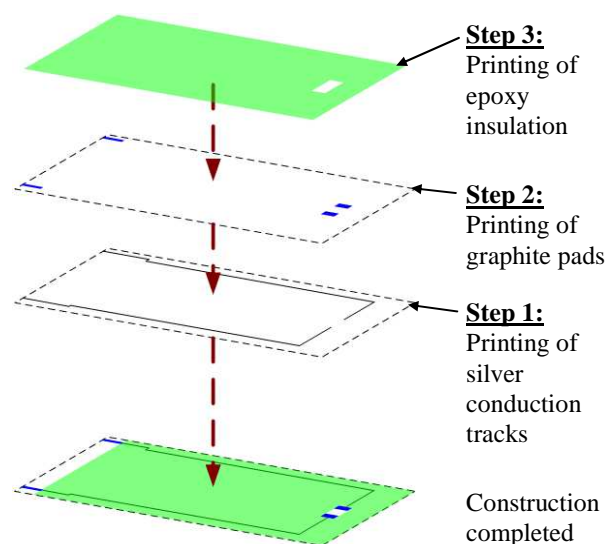 Step 3:
Printing of
epoxy
insulation
Step 2:
Printing of
graphite pads
Step 1:
Printing of
silver
conduction
tracks
Construction
completed